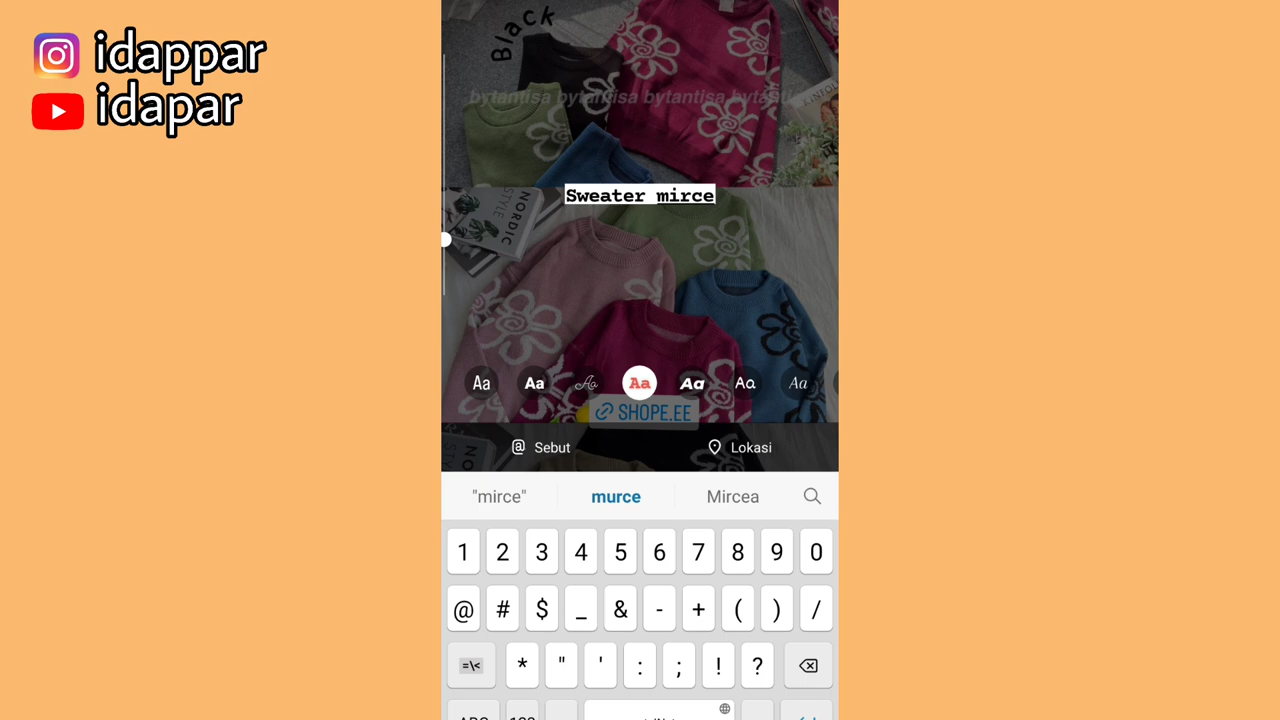 idappar
idapar
Black
bytantisa bytantisa bytantisa bytanti
Sweater mirce
NORDIC
Aa Aa Aa Aa Aa Aa Aa
SHOPE.EE
@ Sebut Lokasi
"mirce" murce Mircea
1 2 3 4 5 6 7 8 9 0
@ # $ _ & - + ( ) /
=\< * " ' : ; ! ?